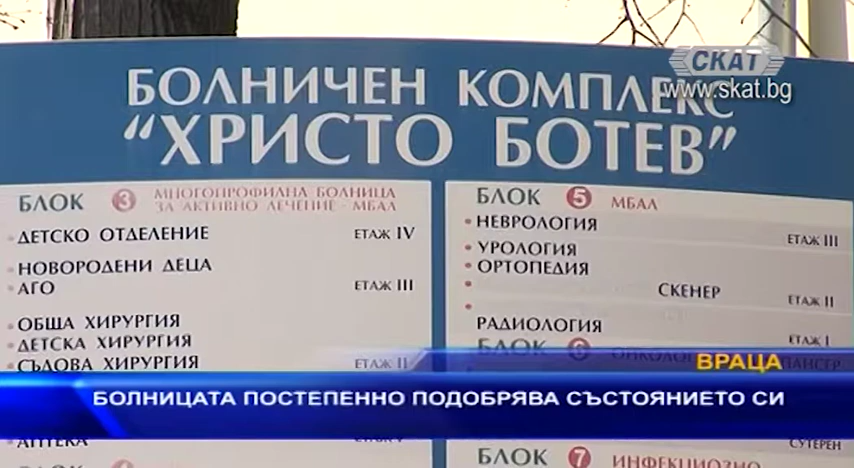 СКАТ
www.skat.bg
БОЛНИЧЕН КОМПЛЕКС
“ХРИСТО БОТЕВ”
БЛОК 3 МНОГОПРОФИЛНА БОЛНИЦА
ЗА АКТИВНО ЛЕЧЕНИЕ - МБАЛ
ДЕТСКО ОТДЕЛЕНИЕ ЕТАЖ IV
НОВОРОДЕНИ ДЕЦА
АГО ЕТАЖ III
ОБЩА ХИРУРГИЯ
ДЕТСКА ХИРУРГИЯ
СЪДОВА ХИРУРГИЯ ЕТАЖ II
АПТЕКА
БЛОК 5 МБАЛ
НЕВРОЛОГИЯ ЕТАЖ III
УРОЛОГИЯ
ОРТОПЕДИЯ
СКЕНЕР ЕТАЖ II
РАДИОЛОГИЯ ЕТАЖ I
БЛОК 6
СУТЕРЕН
БЛОК 7 ИНФЕКЦИОЗНО
ВРАЦА
БОЛНИЦАТА ПОСТЕПЕННО ПОДОБРЯВА СЪСТОЯНИЕТО СИ